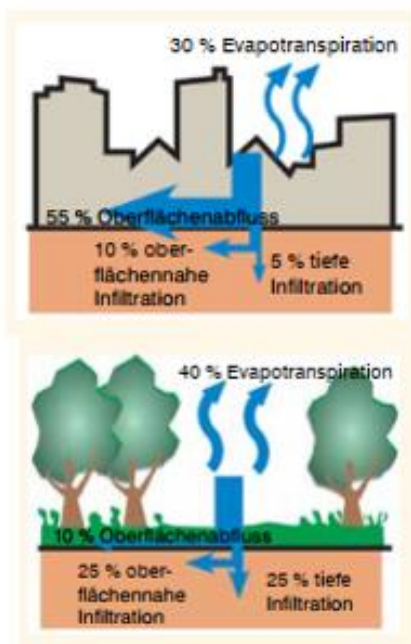 30 % Evapotranspiration
55 % Oberflächenabfluss
10 % ober-
flächennahe
Infiltration
5 % tiefe
Infiltration
40 % Evapotranspiration
10 % Oberflächenabfluss
25 % ober-
flächennahe
Infiltration
25 % tiefe
Infiltration